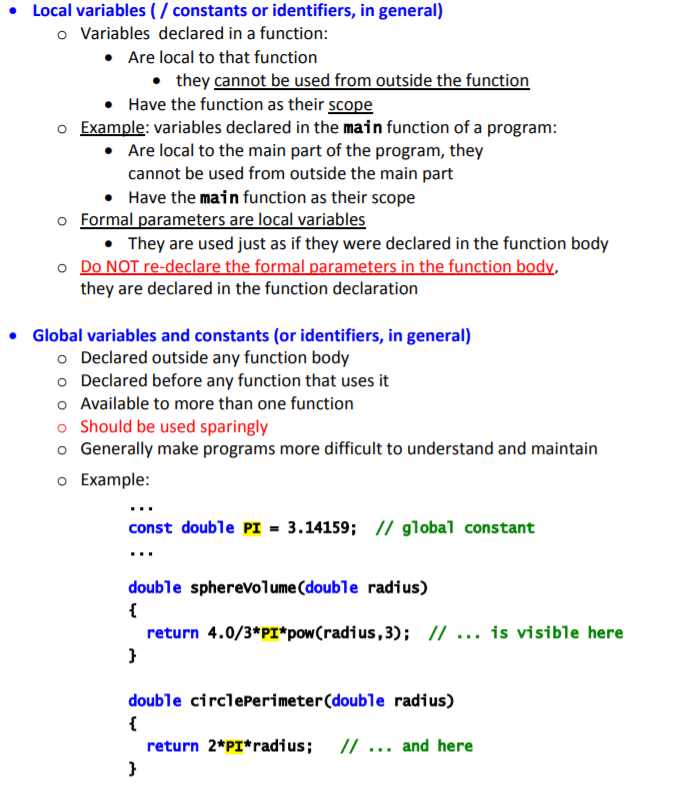 • Local variables ( / constants or identifiers, in general)
o Variables declared in a function:
• Are local to that function
• they cannot be used from outside the function
• Have the function as their scope
o Example: variables declared in the main function of a program:
• Are local to the main part of the program, they
cannot be used from outside the main part
• Have the main function as their scope
o Formal parameters are local variables
• They are used just as if they were declared in the function body
o Do NOT re-declare the formal parameters in the function body,
they are declared in the function declaration
• Global variables and constants (or identifiers, in general)
o Declared outside any function body
o Declared before any function that uses it
o Available to more than one function
o Should be used sparingly
o Generally make programs more difficult to understand and maintain
o Example:
...
const double PI = 3.14159; // global constant
...
double sphereVolume(double radius)
{
return 4.0/3*PI*pow(radius,3); // ... is visible here
}
double circlePerimeter(double radius)
{
return 2*PI*radius; // ... and here
}